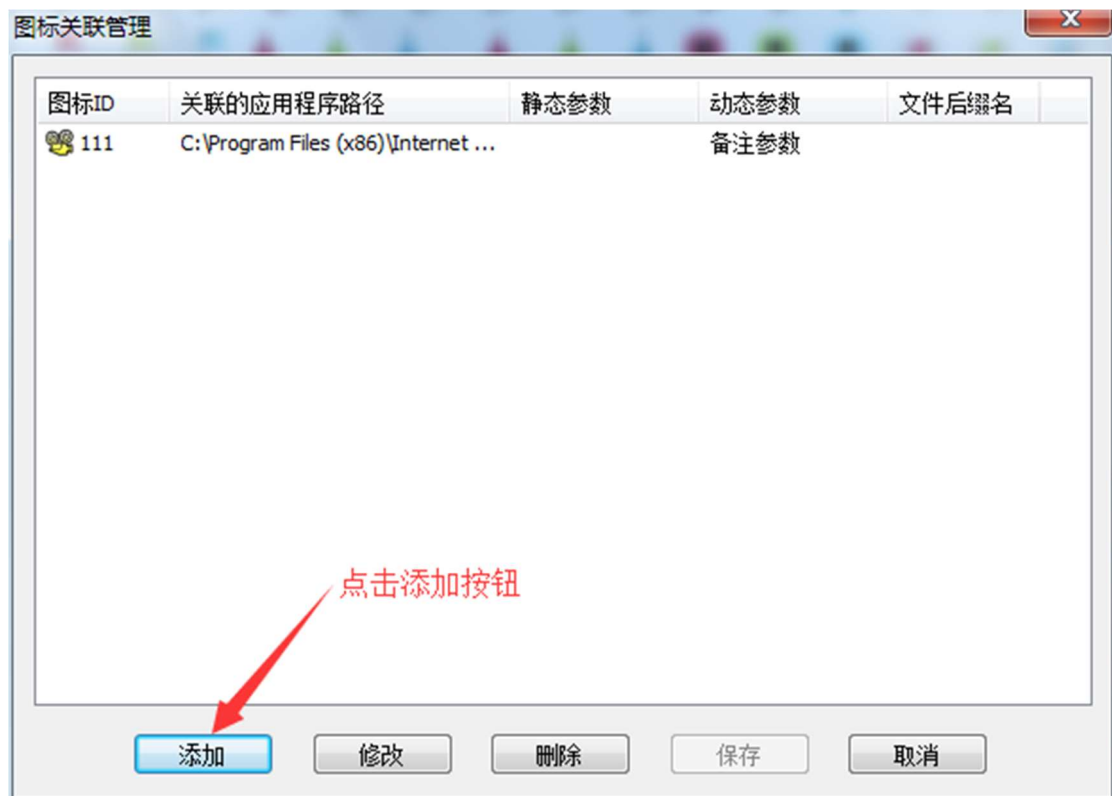 图标关联管理
图标ID 关联的应用程序路径 静态参数 动态参数 文件后缀名
111 C:\Program Files (x86)\Internet ... 备注参数
点击添加按钮
添加 修改 删除 保存 取消